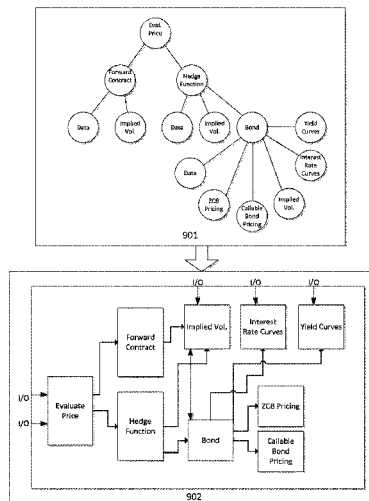 Eval.
Price
Forward
Contract
Hedge
Function
Data
Implied
Vol.
Data
Implied
Vol.
Bond
Yield
Curves
Interest
Rate
Curves
Data
ZCB
Pricing
Callable
Bond
Pricing
Implied
Vol.
901
I/O
I/O
I/O
Forward
Contract
Implied Vol.
Interest
Rate Curves
Yield Curves
I/O
I/O
Evaluate
Price
Hedge
Function
Bond
ZCB Pricing
Callable
Bond
Pricing
902